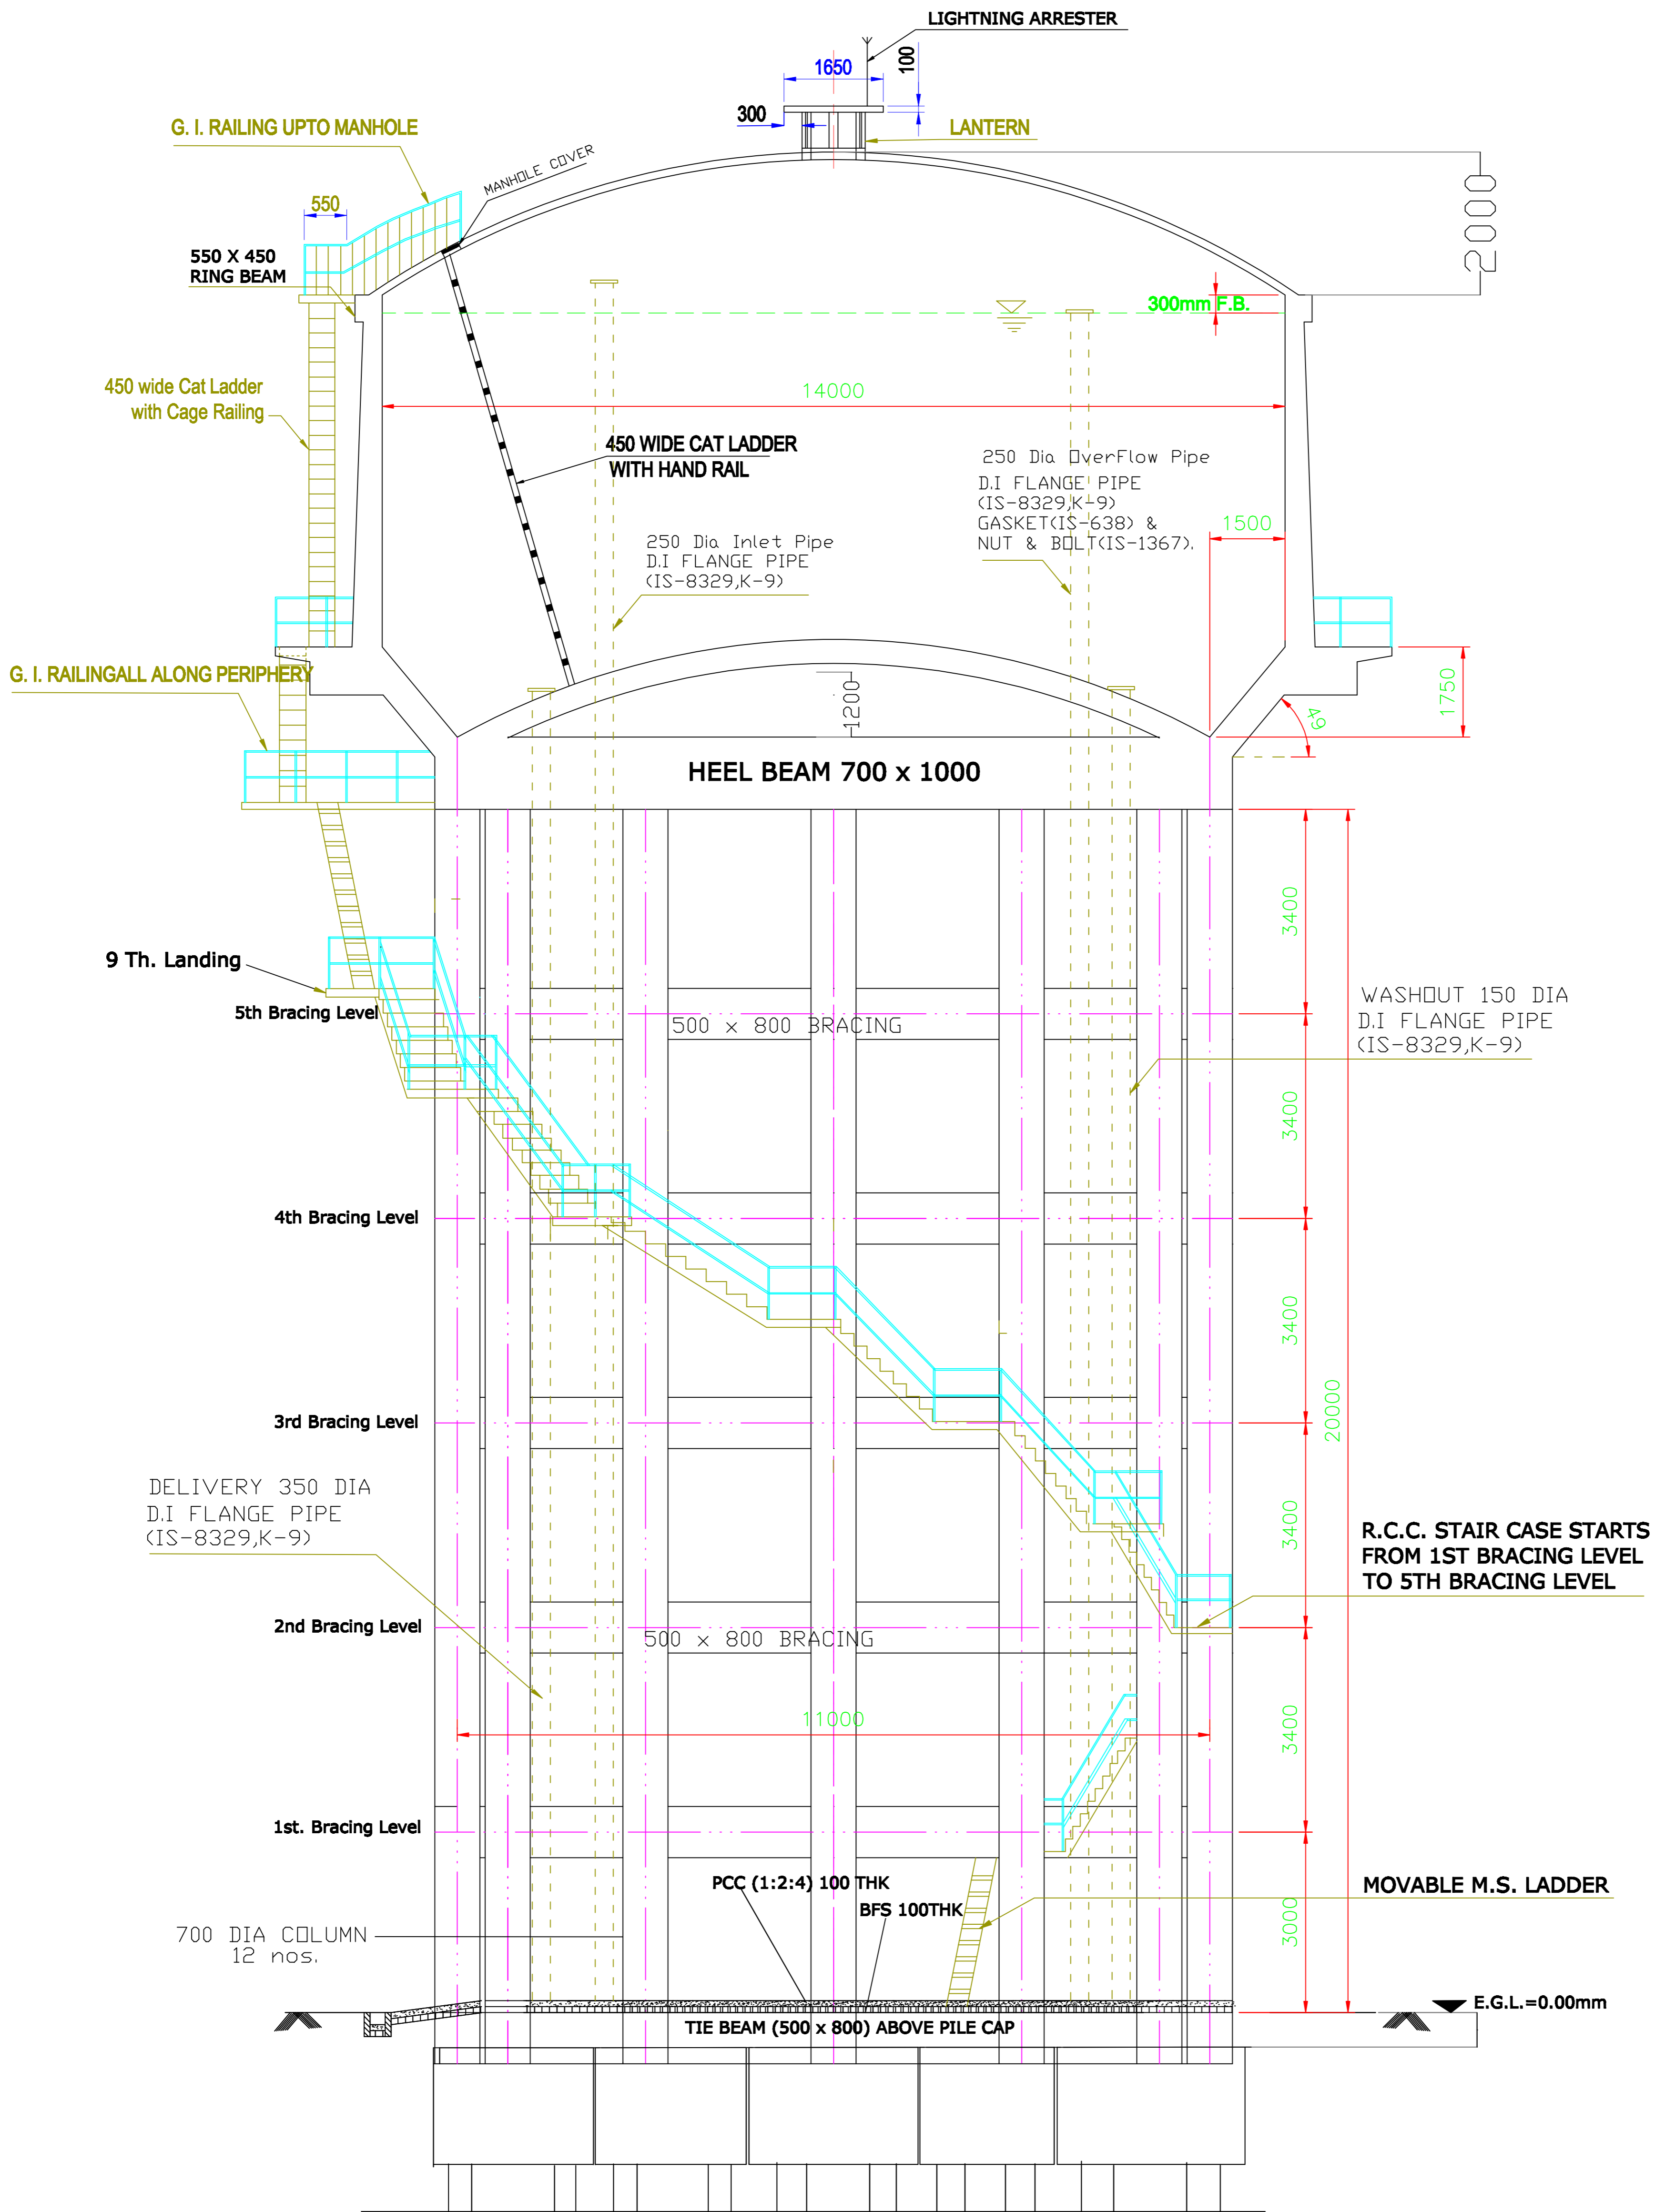 LIGHTNING ARRESTER
1650
100
300
LANTERN
G. I. RAILING UPTO MANHOLE
MANHOLE COVER
2000
550
550 X 450
RING BEAM
300mm F.B.
450 wide Cat Ladder
with Cage Railing
14000
450 WIDE CAT LADDER
WITH HAND RAIL
250 Dia OverFlow Pipe
D.I FLANGE PIPE
(IS-8329,K-9)
GASKET(IS-638) &
NUT & BOLT(IS-1367).
1500
250 Dia Inlet Pipe
D.I FLANGE PIPE
(IS-8329,K-9)
G. I. RAILINGALL ALONG PERIPHERY
1200
49
1750
HEEL BEAM 700 x 1000
3400
9 Th. Landing
5th Bracing Level
500 x 800 BRACING
WASHOUT 150 DIA
D.I FLANGE PIPE
(IS-8329,K-9)
3400
4th Bracing Level
3400
20000
3rd Bracing Level
DELIVERY 350 DIA
D.I FLANGE PIPE
(IS-8329,K-9)
3400
R.C.C. STAIR CASE STARTS
FROM 1ST BRACING LEVEL
TO 5TH BRACING LEVEL
2nd Bracing Level
500 x 800 BRACING
11000
3400
1st. Bracing Level
PCC (1:2:4) 100 THK
BFS 100THK
MOVABLE M.S. LADDER
3000
700 DIA COLUMN
12 nos.
E.G.L.=0.00mm
TIE BEAM (500 x 800) ABOVE PILE CAP